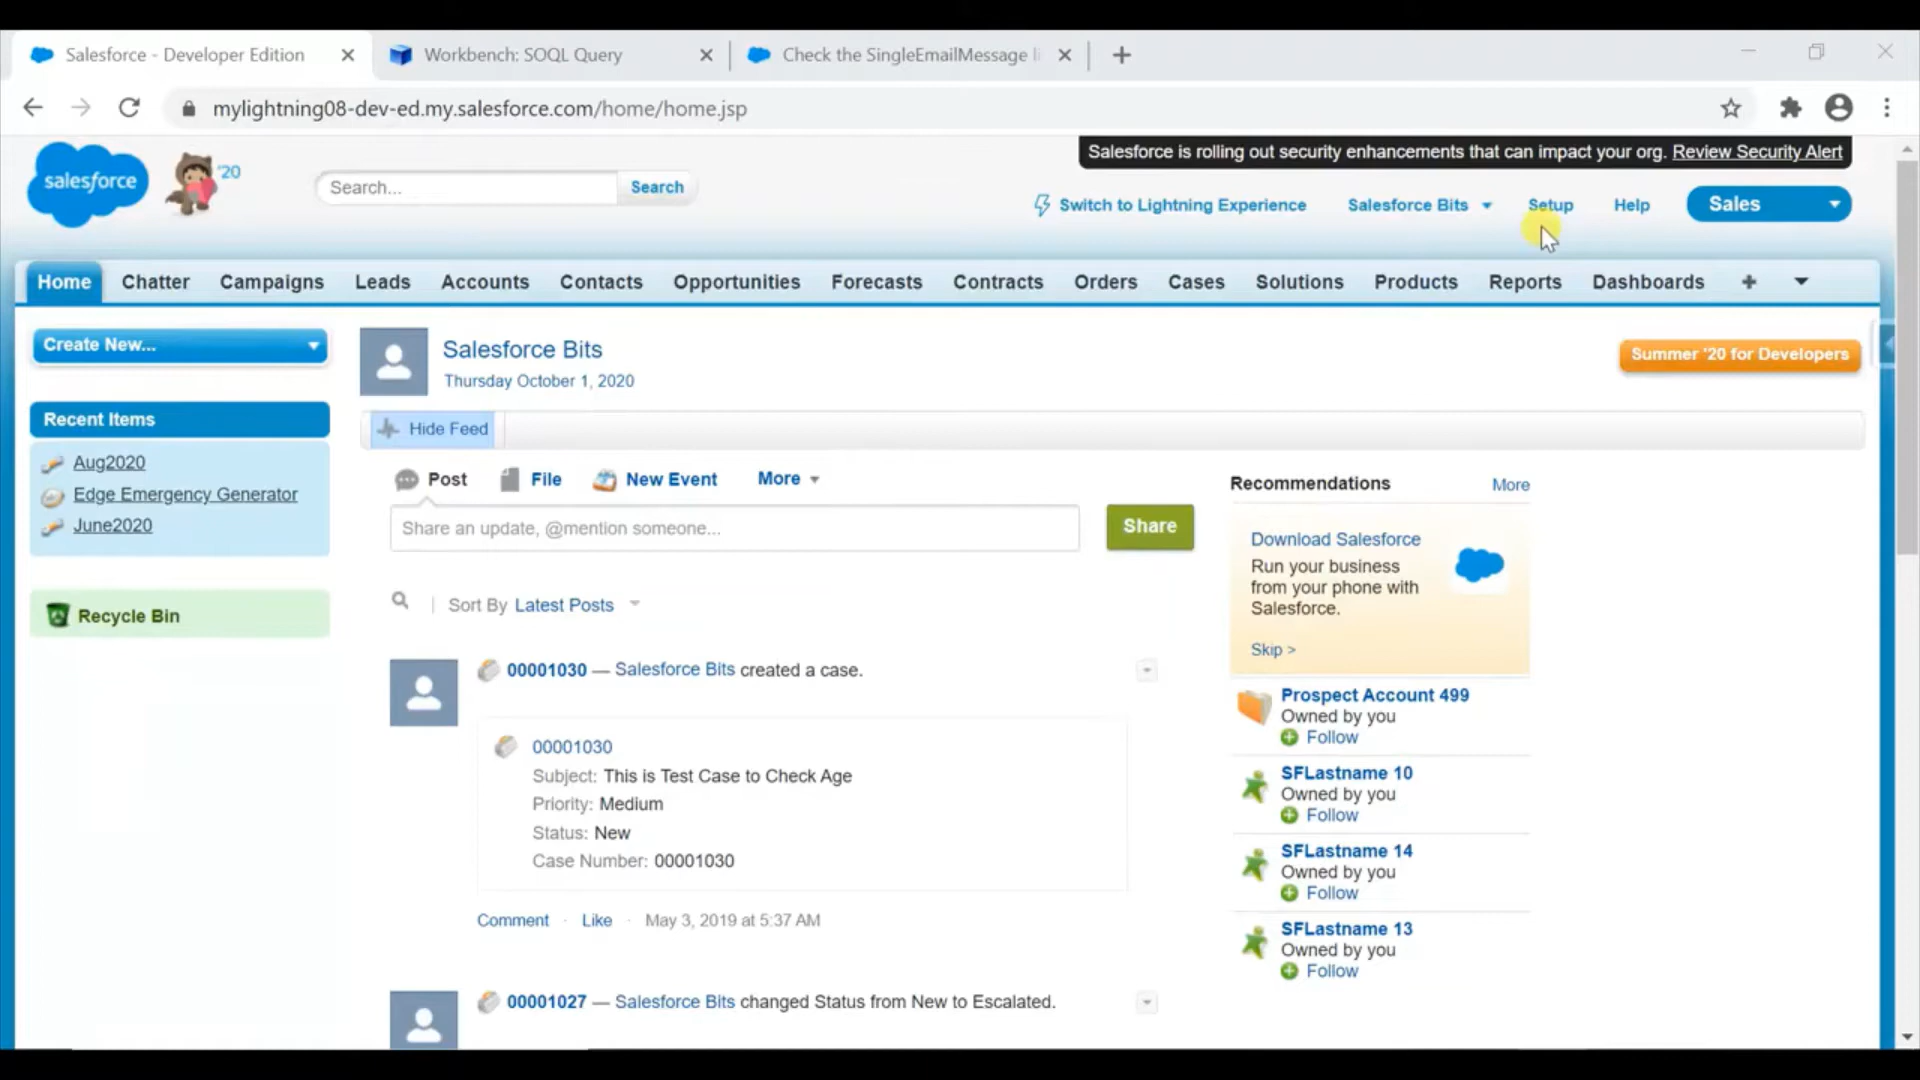 Salesforce - Developer Edition
Workbench: SOQL Query
Check the SingleEmailMessage li
mylightning08-dev-ed.my.salesforce.com/home/home.jsp
Salesforce is rolling out security enhancements that can impact your org. Review Security Alert
salesforce
'20
Search...
Search
Switch to Lightning Experience
Salesforce Bits
Setup
Help
Sales
Home Chatter Campaigns Leads Accounts Contacts Opportunities Forecasts Contracts Orders Cases Solutions Products Reports Dashboards +
Create New...
Recent Items
Aug2020
Edge Emergency Generator
June2020
Recycle Bin
Salesforce Bits
Thursday October 1, 2020
Summer '20 for Developers
Hide Feed
Post File New Event More
Share an update, @mention someone...
Share
Sort By Latest Posts
00001030 — Salesforce Bits created a case.
00001030
Subject: This is Test Case to Check Age
Priority: Medium
Status: New
Case Number: 00001030
Comment · Like · May 3, 2019 at 5:37 AM
00001027 — Salesforce Bits changed Status from New to Escalated.
Recommendations
More
Download Salesforce
Run your business
from your phone with
Salesforce.
Skip >
Prospect Account 499
Owned by you
Follow
SFLastname 10
Owned by you
Follow
SFLastname 14
Owned by you
Follow
SFLastname 13
Owned by you
Follow